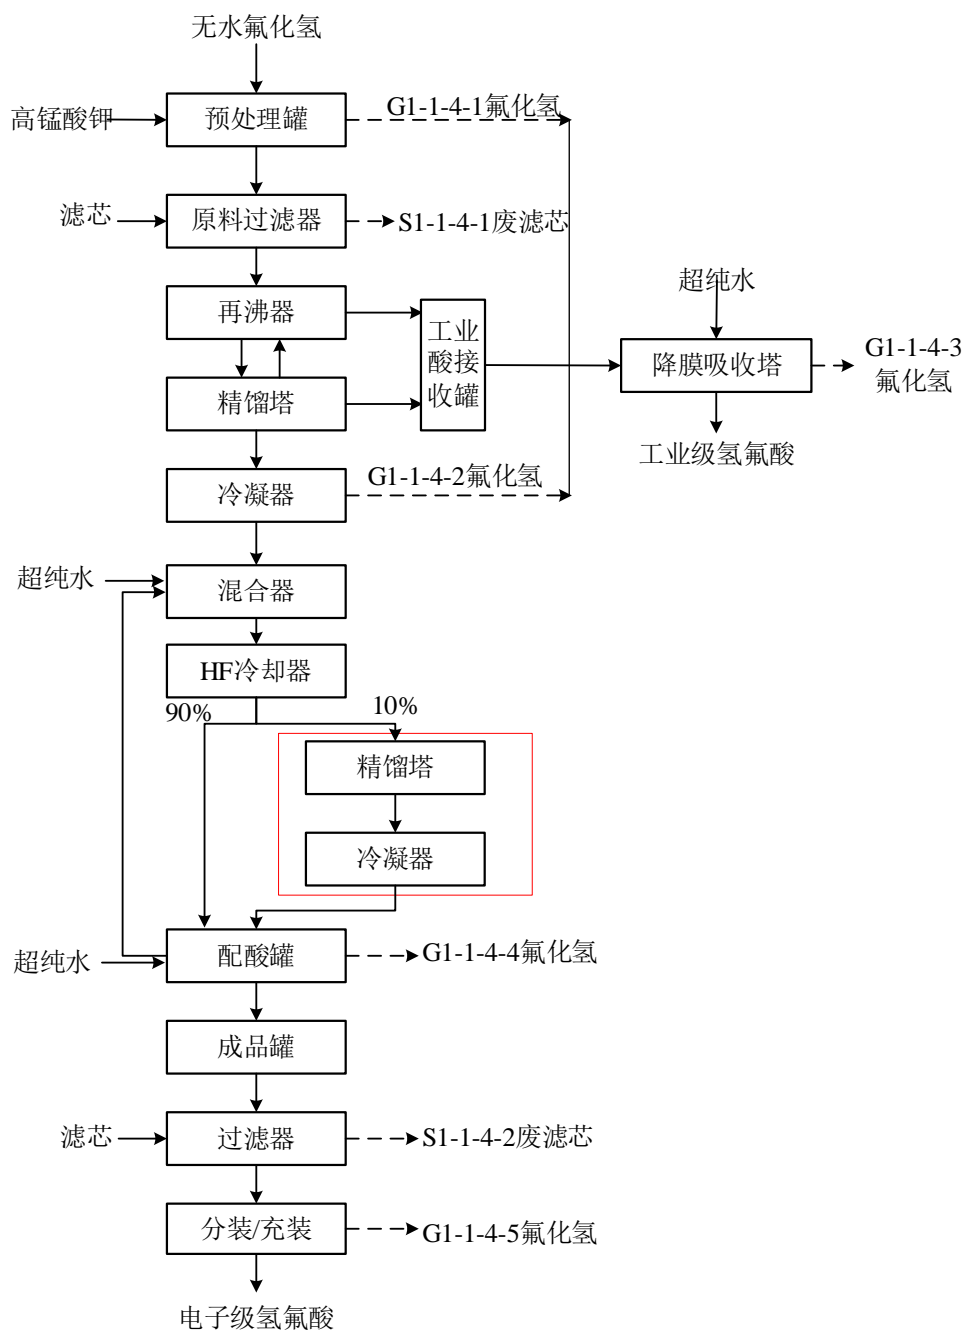 无水氟化氢
高锰酸钾
预处理罐
G1-1-4-1氟化氢
滤芯
原料过滤器
S1-1-4-1废滤芯
再沸器
工业
酸接
收罐
超纯水
降膜吸收塔
G1-1-4-3
氟化氢
精馏塔
工业级氢氟酸
冷凝器
G1-1-4-2氟化氢
超纯水
混合器
HF冷却器
90%
10%
精馏塔
冷凝器
超纯水
配酸罐
G1-1-4-4氟化氢
成品罐
滤芯
过滤器
S1-1-4-2废滤芯
分装/充装
G1-1-4-5氟化氢
电子级氢氟酸